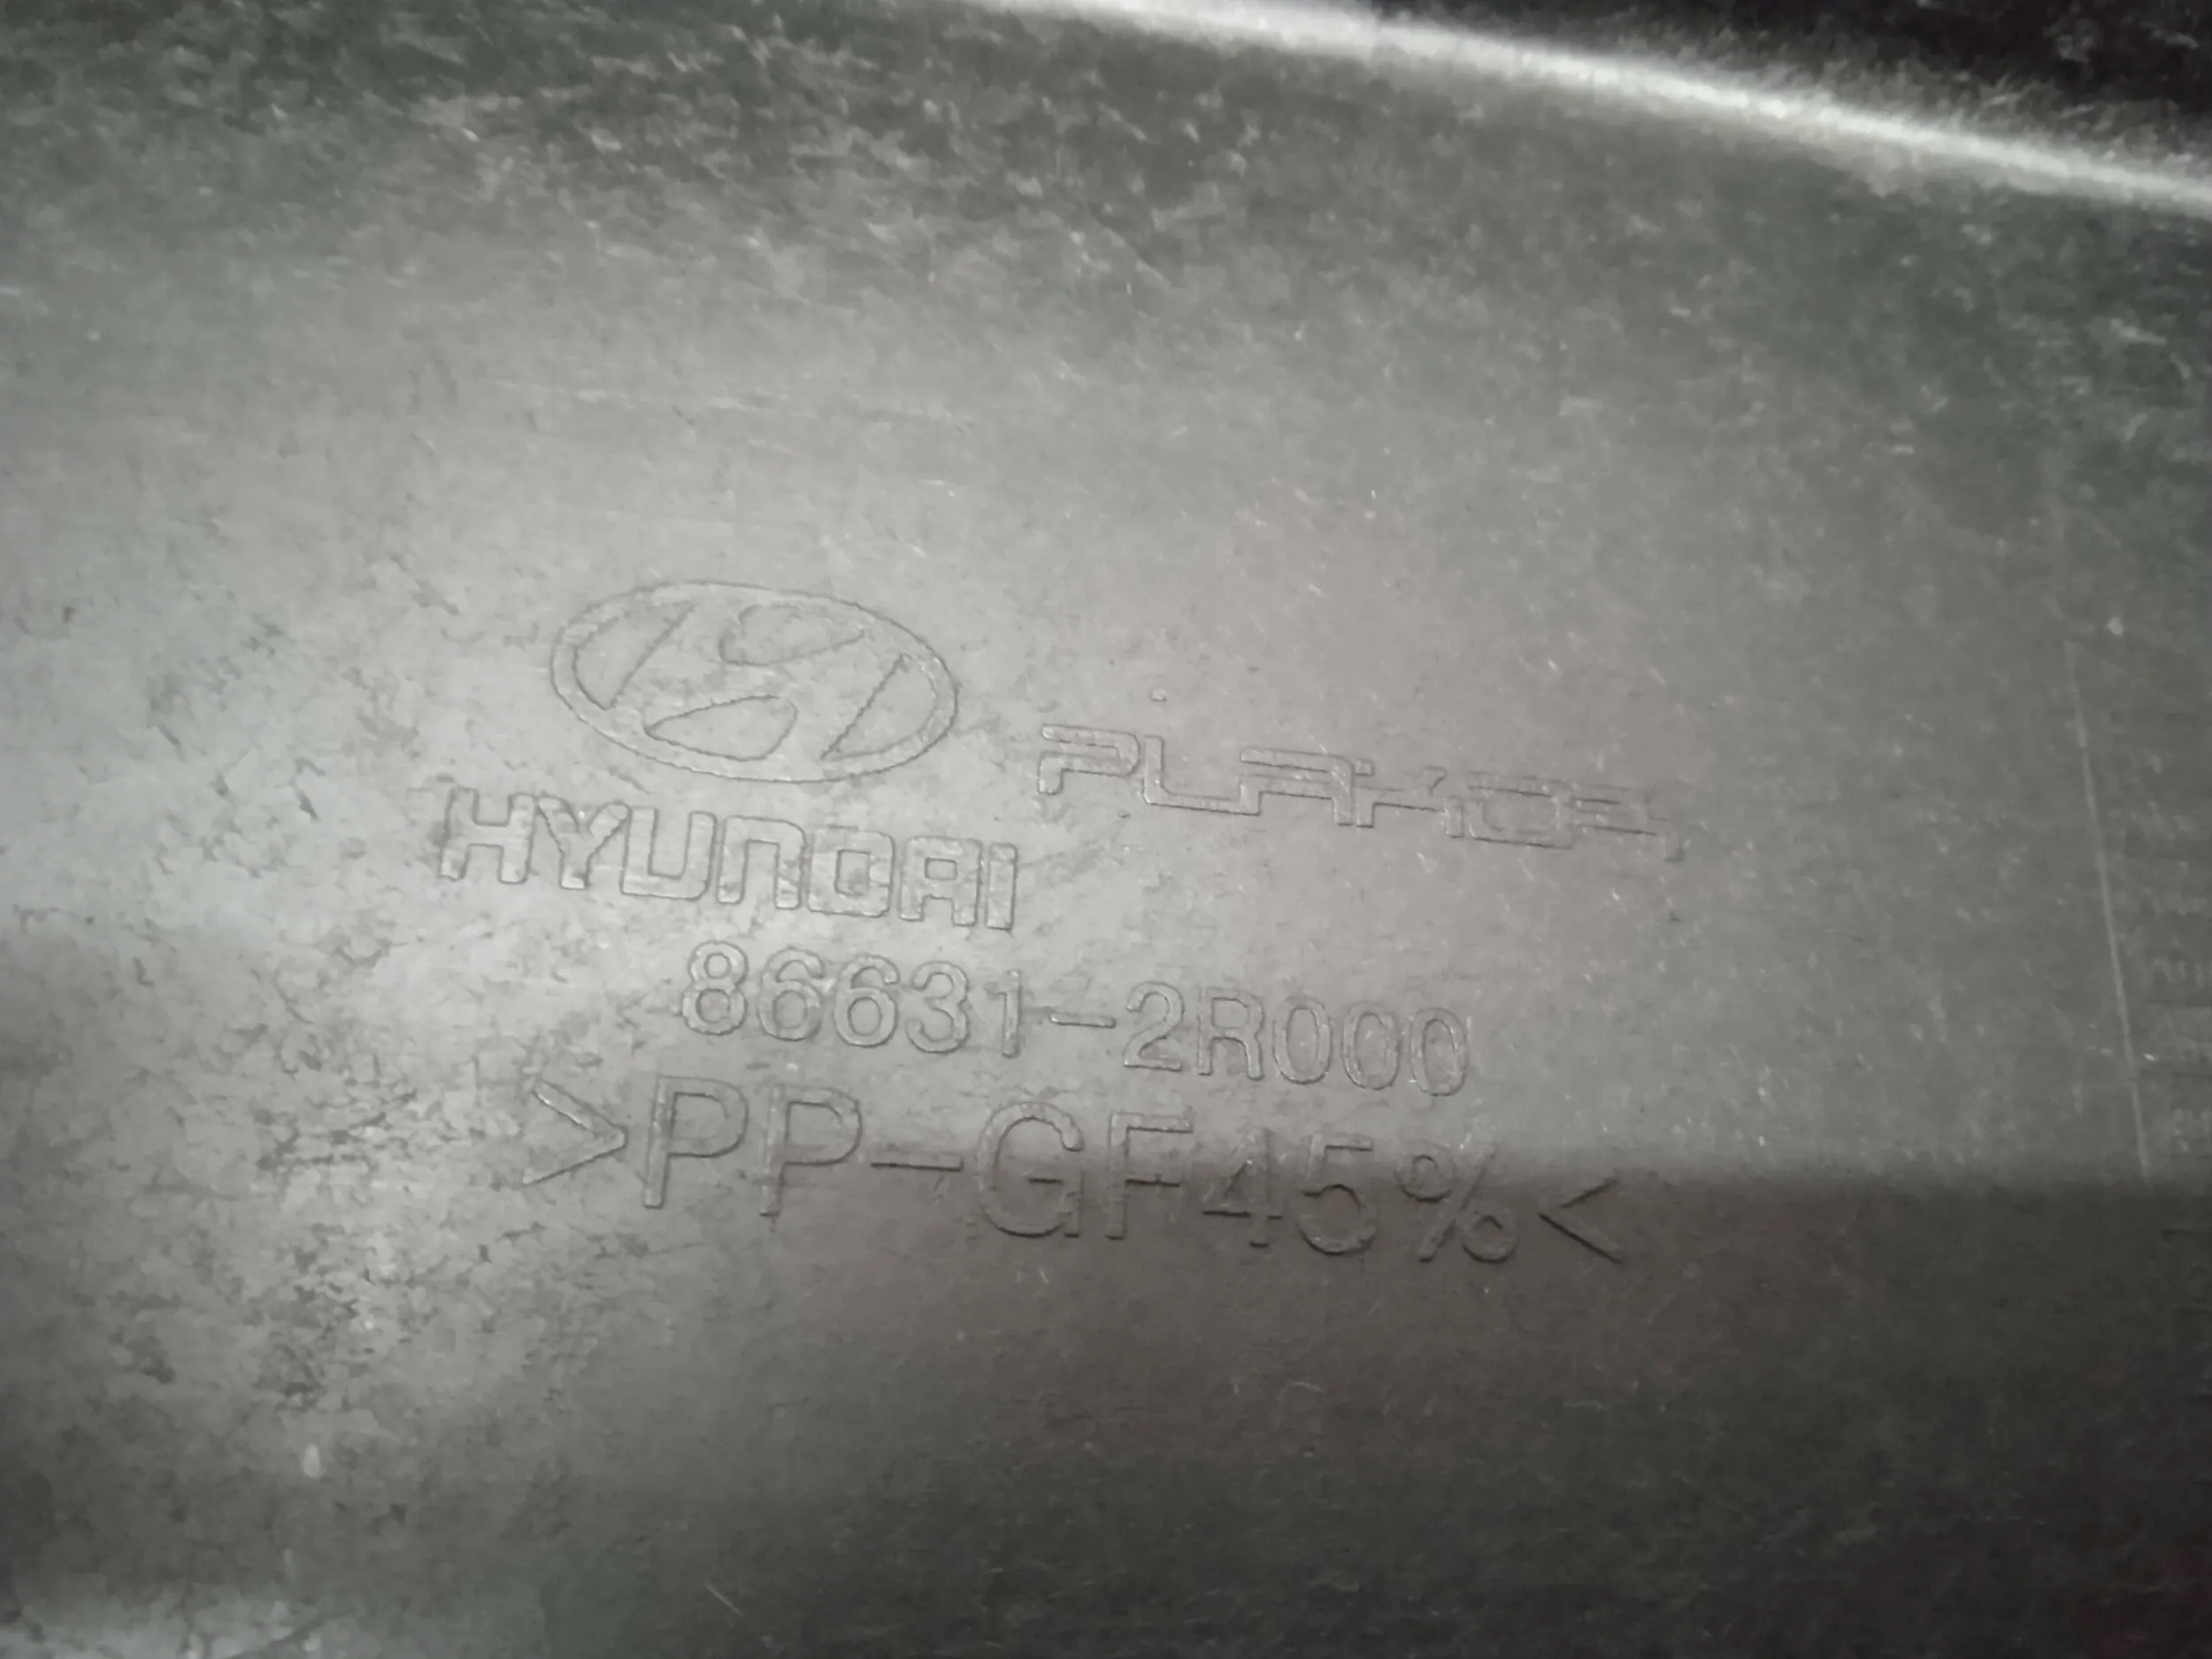 PLAKOR
HYUNDAI
86631-2R000
>PP-GF45%<